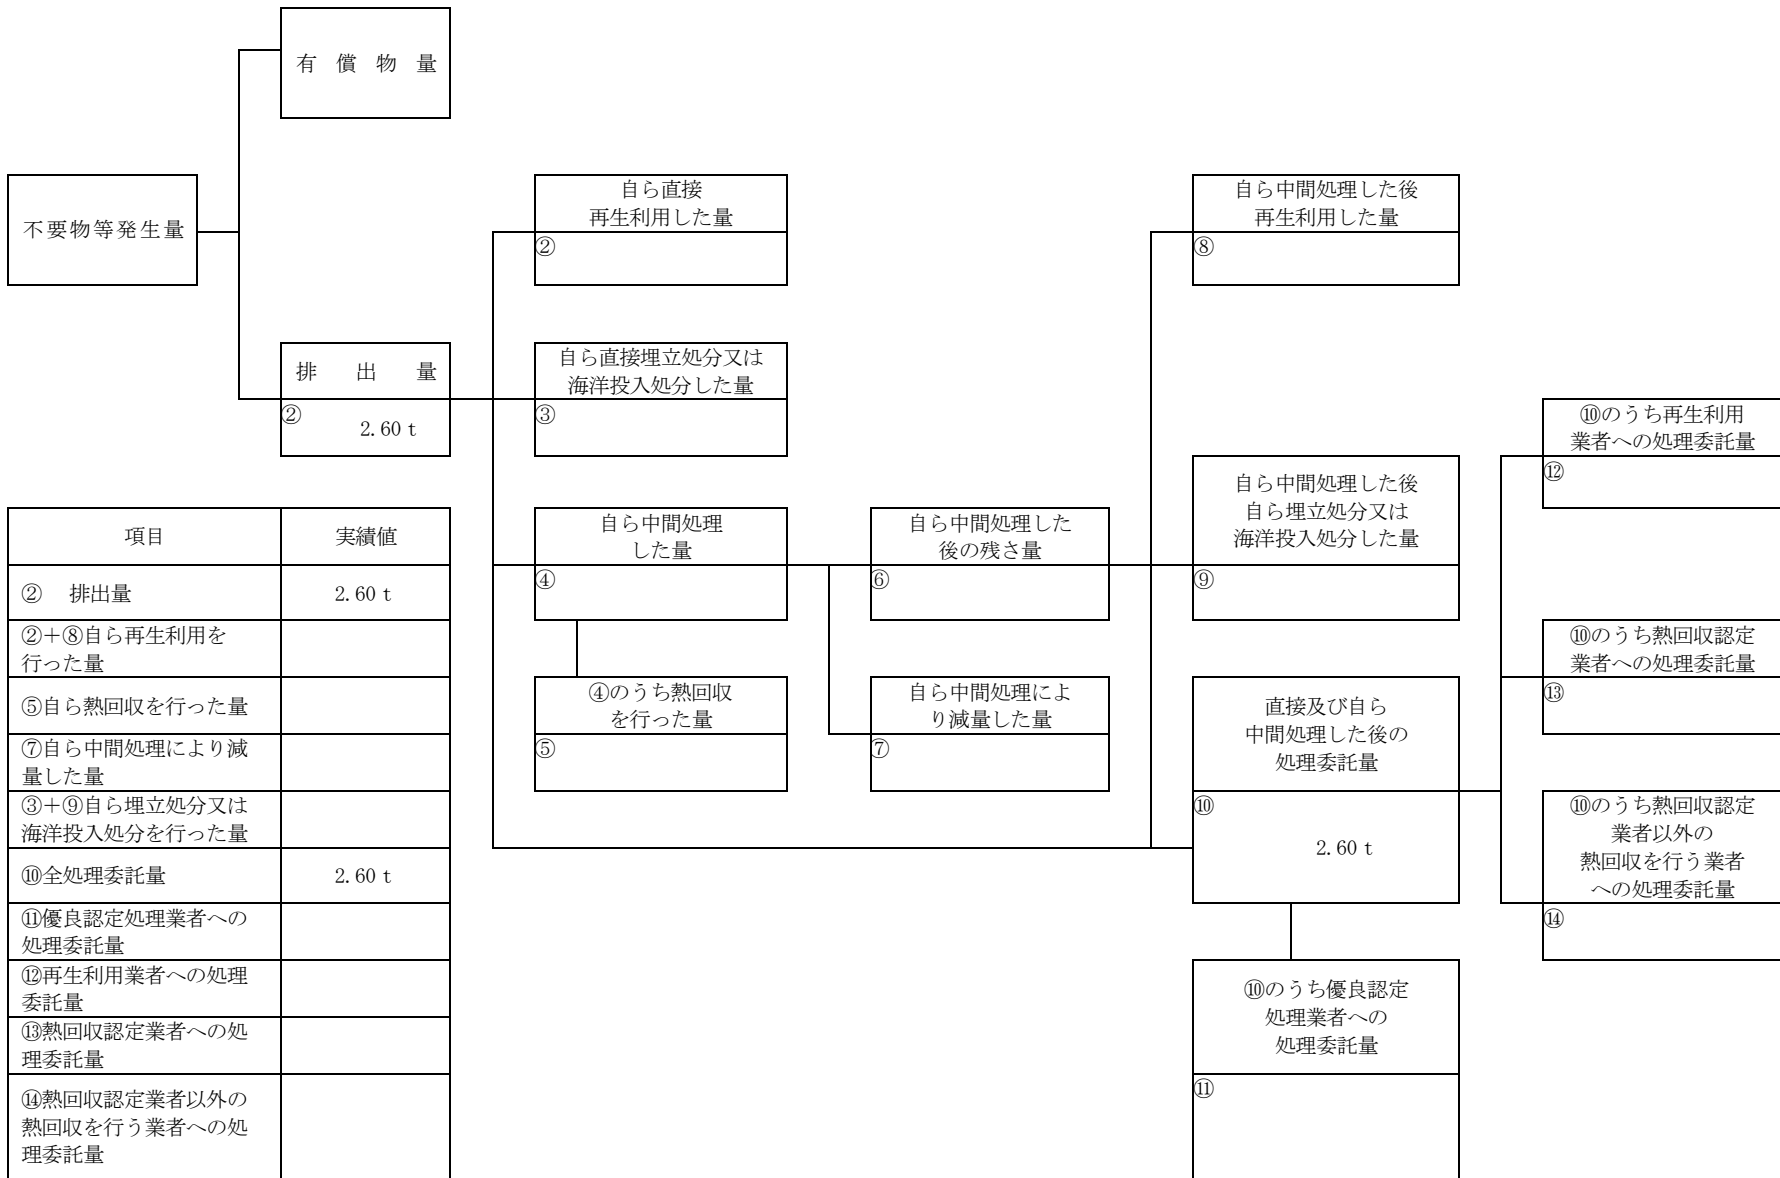 有償物量
不要物等発生量
自ら直接
再生利用した量
②
自ら中間処理した後
再生利用した量
⑧
排出量
②
2.60 t
自ら直接埋立処分又は
海洋投入処分した量
③
⑩のうち再生利用
業者への処理委託量
⑫
自ら中間処理した後
自ら埋立処分又は
海洋投入処分した量
⑨
自ら中間処理
した量
④
自ら中間処理した
後の残さ量
⑥
⑩のうち熱回収認定
業者への処理委託量
⑬
④のうち熱回収
を行った量
⑤
自ら中間処理によ
り減量した量
⑦
直接及び自ら
中間処理した後の
処理委託量
⑩
2.60 t
⑩のうち熱回収認定
業者以外の
熱回収を行う業者
への処理委託量
⑭
⑩のうち優良認定
処理業者への
処理委託量
⑪
項目 実績値
② 排出量 2.60 t
②+⑧自ら再生利用を
行った量
⑤自ら熱回収を行った量
⑦自ら中間処理により減
量した量
③+⑨自ら埋立処分又は
海洋投入処分を行った量
⑩全処理委託量 2.60 t
⑪優良認定処理業者への
処理委託量
⑫再生利用業者への処理
委託量
⑬熱回収認定業者への処
理委託量
⑭熱回収認定業者以外の
熱回収を行う業者への処
理委託量